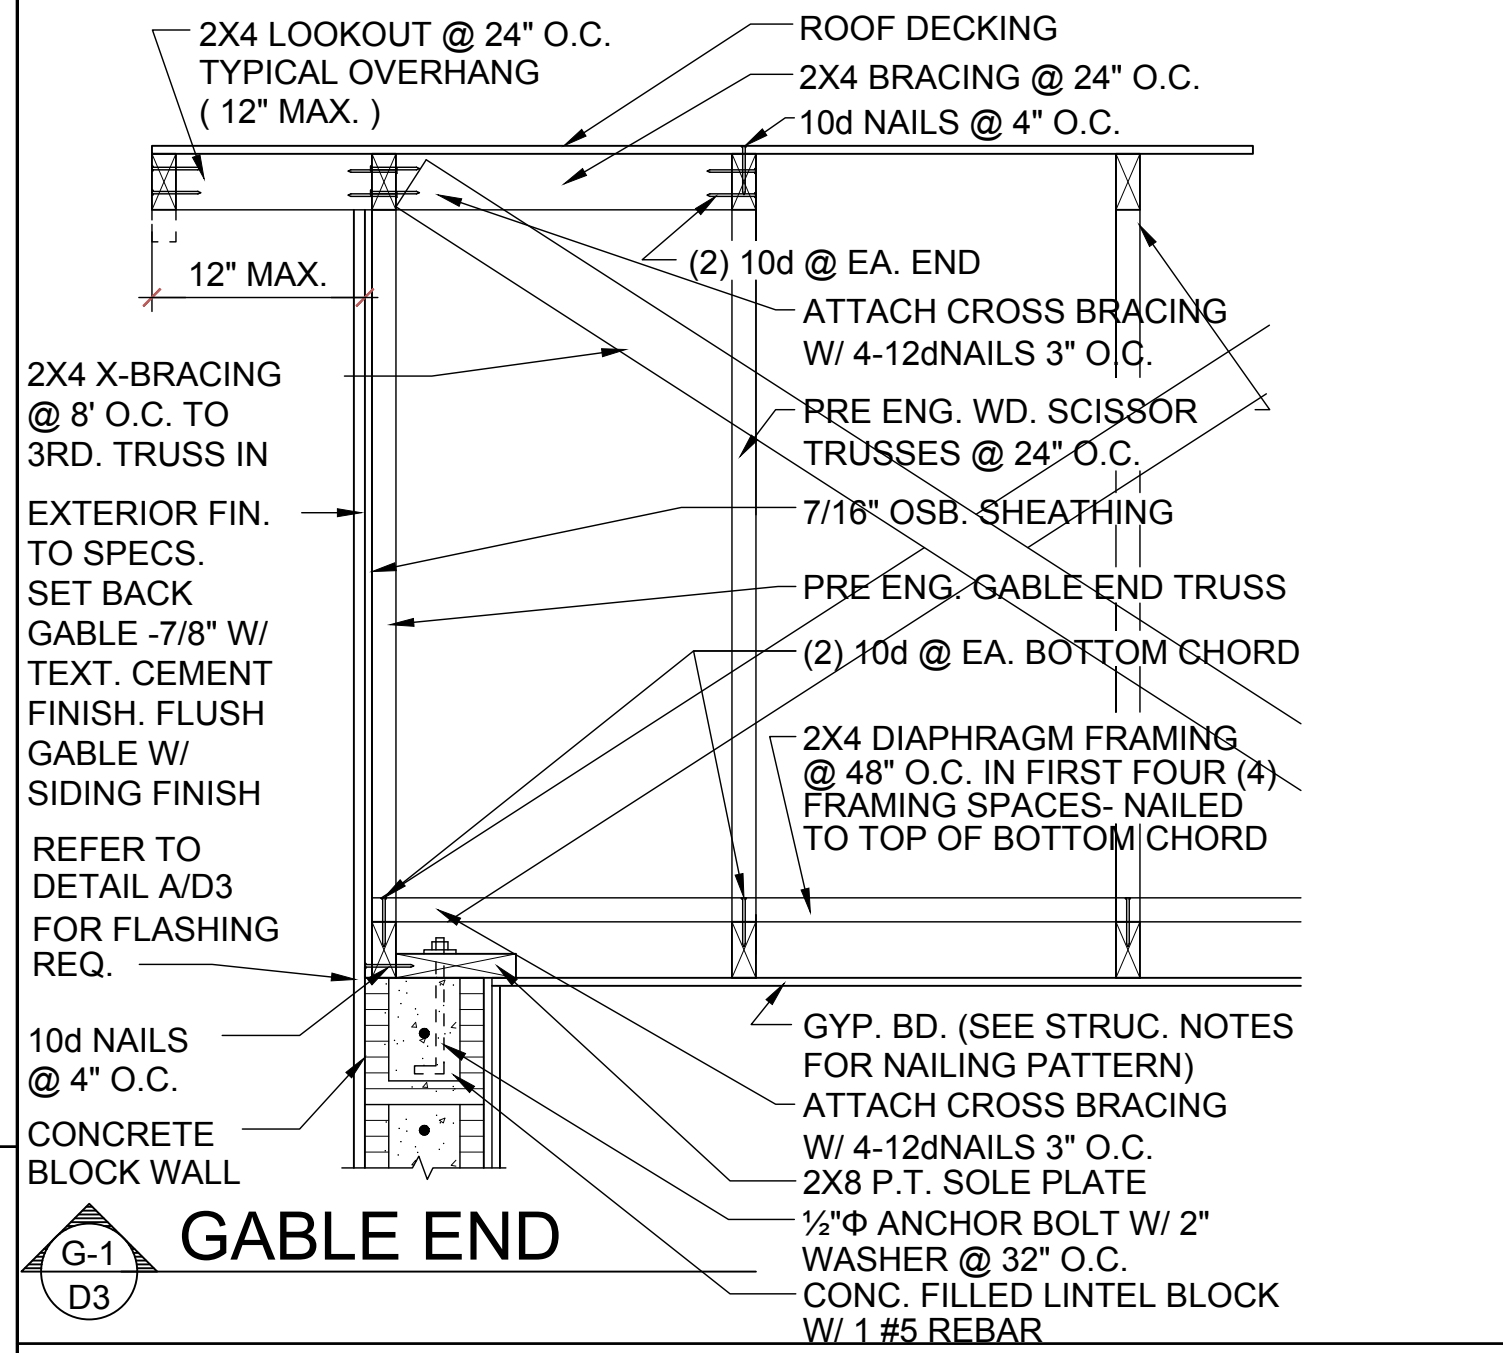 2X4 LOOKOUT @ 24" O.C.
TYPICAL OVERHANG
( 12" MAX. )
ROOF DECKING
2X4 BRACING @ 24" O.C.
10d NAILS @ 4" O.C.
12" MAX.
(2) 10d @ EA. END
ATTACH CROSS BRACING
W/ 4-12dNAILS 3" O.C.
2X4 X-BRACING
@ 8' O.C. TO
3RD. TRUSS IN
PRE ENG. WD. SCISSOR
TRUSSES @ 24" O.C.
EXTERIOR FIN.
TO SPECS.
SET BACK
GABLE -7/8" W/
TEXT. CEMENT
FINISH. FLUSH
GABLE W/
SIDING FINISH
7/16" OSB. SHEATHING
PRE ENG. GABLE END TRUSS
(2) 10d @ EA. BOTTOM CHORD
2X4 DIAPHRAGM FRAMING
@ 48" O.C. IN FIRST FOUR (4)
FRAMING SPACES- NAILED
TO TOP OF BOTTOM CHORD
REFER TO
DETAIL A/D3
FOR FLASHING
REQ.
10d NAILS
@ 4" O.C.
CONCRETE
BLOCK WALL
GYP. BD. (SEE STRUC. NOTES
FOR NAILING PATTERN)
ATTACH CROSS BRACING
W/ 4-12dNAILS 3" O.C.
2X8 P.T. SOLE PLATE
½"Φ ANCHOR BOLT W/ 2"
WASHER @ 32" O.C.
CONC. FILLED LINTEL BLOCK
W/ 1 #5 REBAR
GABLE END
G-1
D3